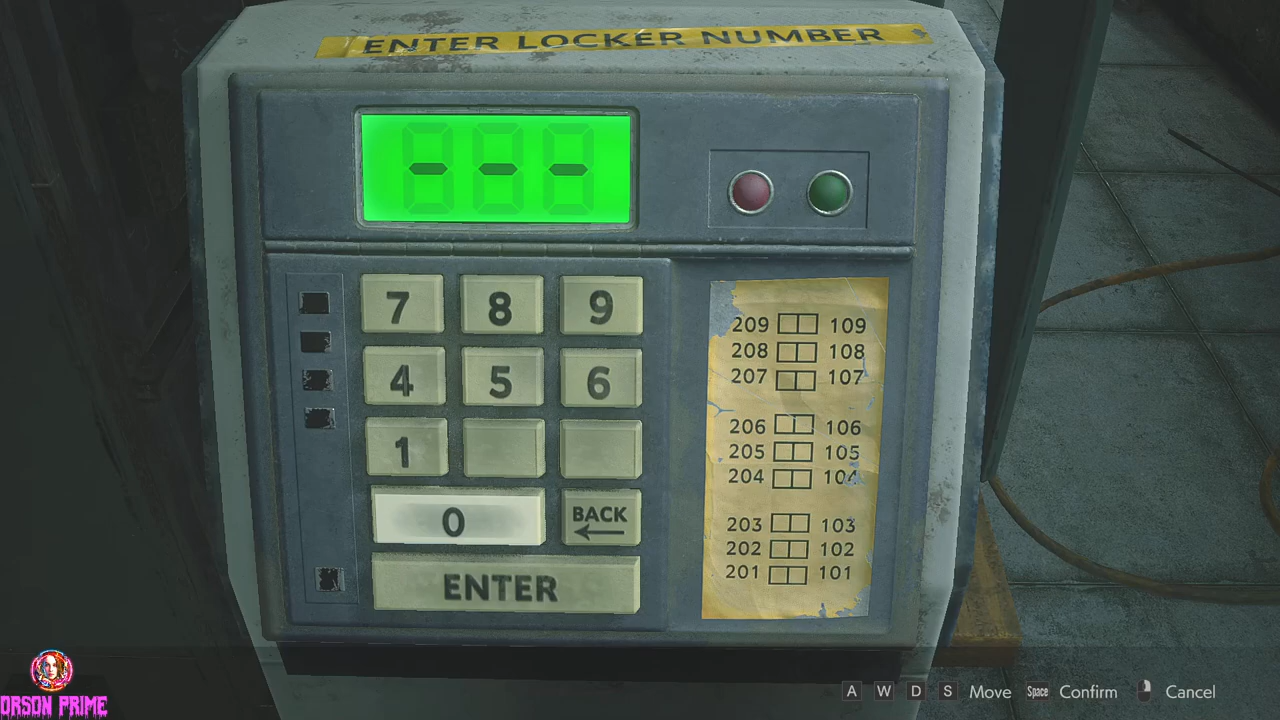 ENTER LOCKER NUMBER
7 8 9
4 5 6
1
0 BACK
ENTER
209 109
208 108
207 107
206 106
205 105
204 104
203 103
202 102
201 101
ORSON PRIME
A W D S Move Space Confirm Cancel